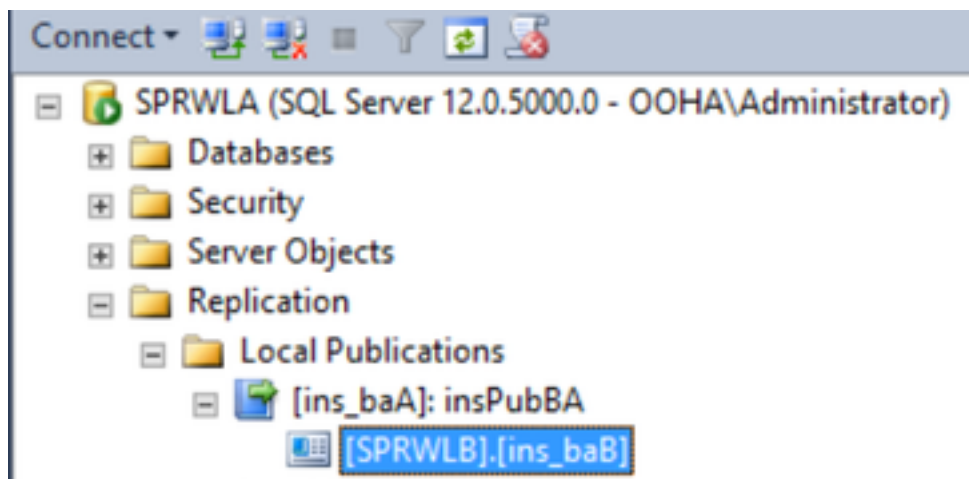 Connect
SPRWLA (SQL Server 12.0.5000.0 - OOHA\Administrator)
Databases
Security
Server Objects
Replication
Local Publications
[ins_baA]: insPubBA
[SPRWLB].[ins_baB]